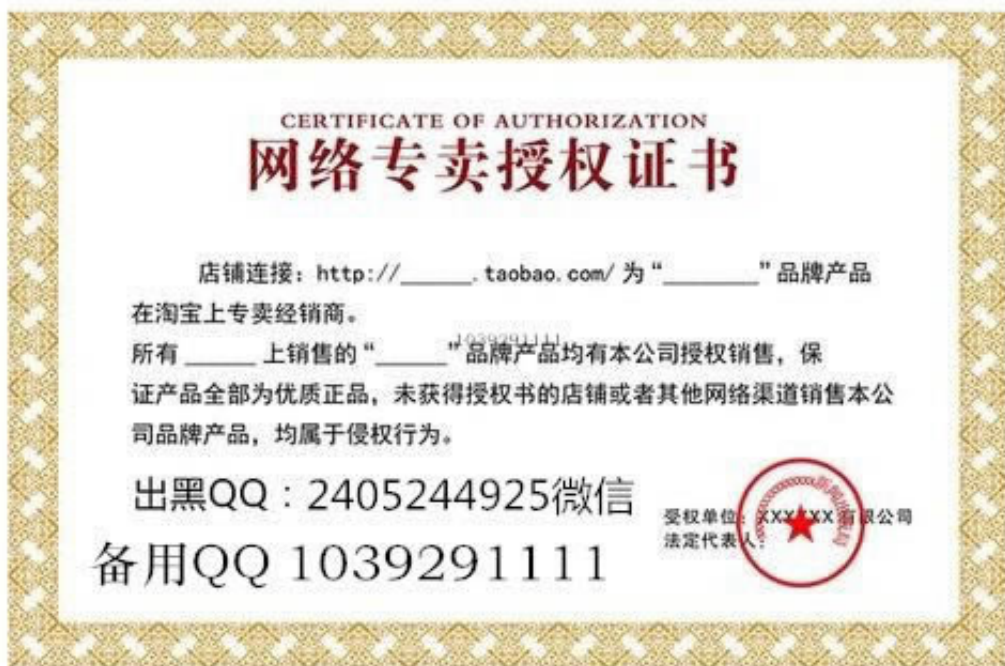 CERTIFICATE OF AUTHORIZATION
网络专卖授权证书
店铺连接：http://______.taobao.com/ 为“________”品牌产品
在淘宝上专卖经销商。
1039291111
所有 ______ 上销售的“______”品牌产品均有本公司授权销售，保
证产品全部为优质正品，未获得授权书的店铺或者其他网络渠道销售本公
司品牌产品，均属于侵权行为。
出黑QQ：2405244925微信
受权单位：XXXXXX有限公司
法定代表人：
备用QQ 1039291111